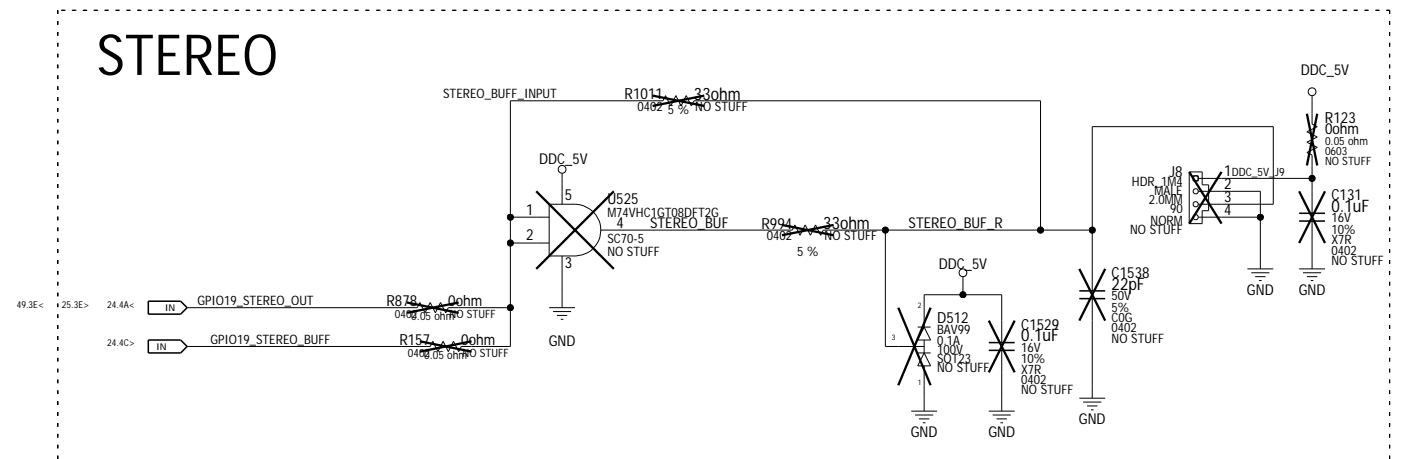 STEREO
STEREO_BUFF_INPUT
R1011
33ohm
0402
5 %
NO STUFF
DDC_5V
5
U525
M74VHC1GT08DFT2G
1
2
4
3
SC70-5
NO STUFF
GND
STEREO_BUF
R994
33ohm
0402
NO STUFF
5 %
STEREO_BUF_R
49.3E<
25.3E>
24.4A<
IN
GPIO19_STEREO_OUT
R878
0ohm
0402
0.05 ohm
NO STUFF
24.4C>
IN
GPIO19_STEREO_BUFF
R157
0ohm
0402
0.05 ohm
NO STUFF
DDC_5V
2
3
1
D512
BAV99
0.1A
100V
SOT23
NO STUFF
GND
C1529
0.1uF
16V
10%
X7R
0402
NO STUFF
GND
C1538
22pF
50V
5%
C0G
0402
NO STUFF
GND
J8
HDR_1M4
MALE
2.0MM
90
NORM
NO STUFF
1
2
3
4
DDC_5V_J9
GND
DDC_5V
R123
0ohm
0.05 ohm
0603
NO STUFF
C131
0.1uF
16V
10%
X7R
0402
NO STUFF
GND